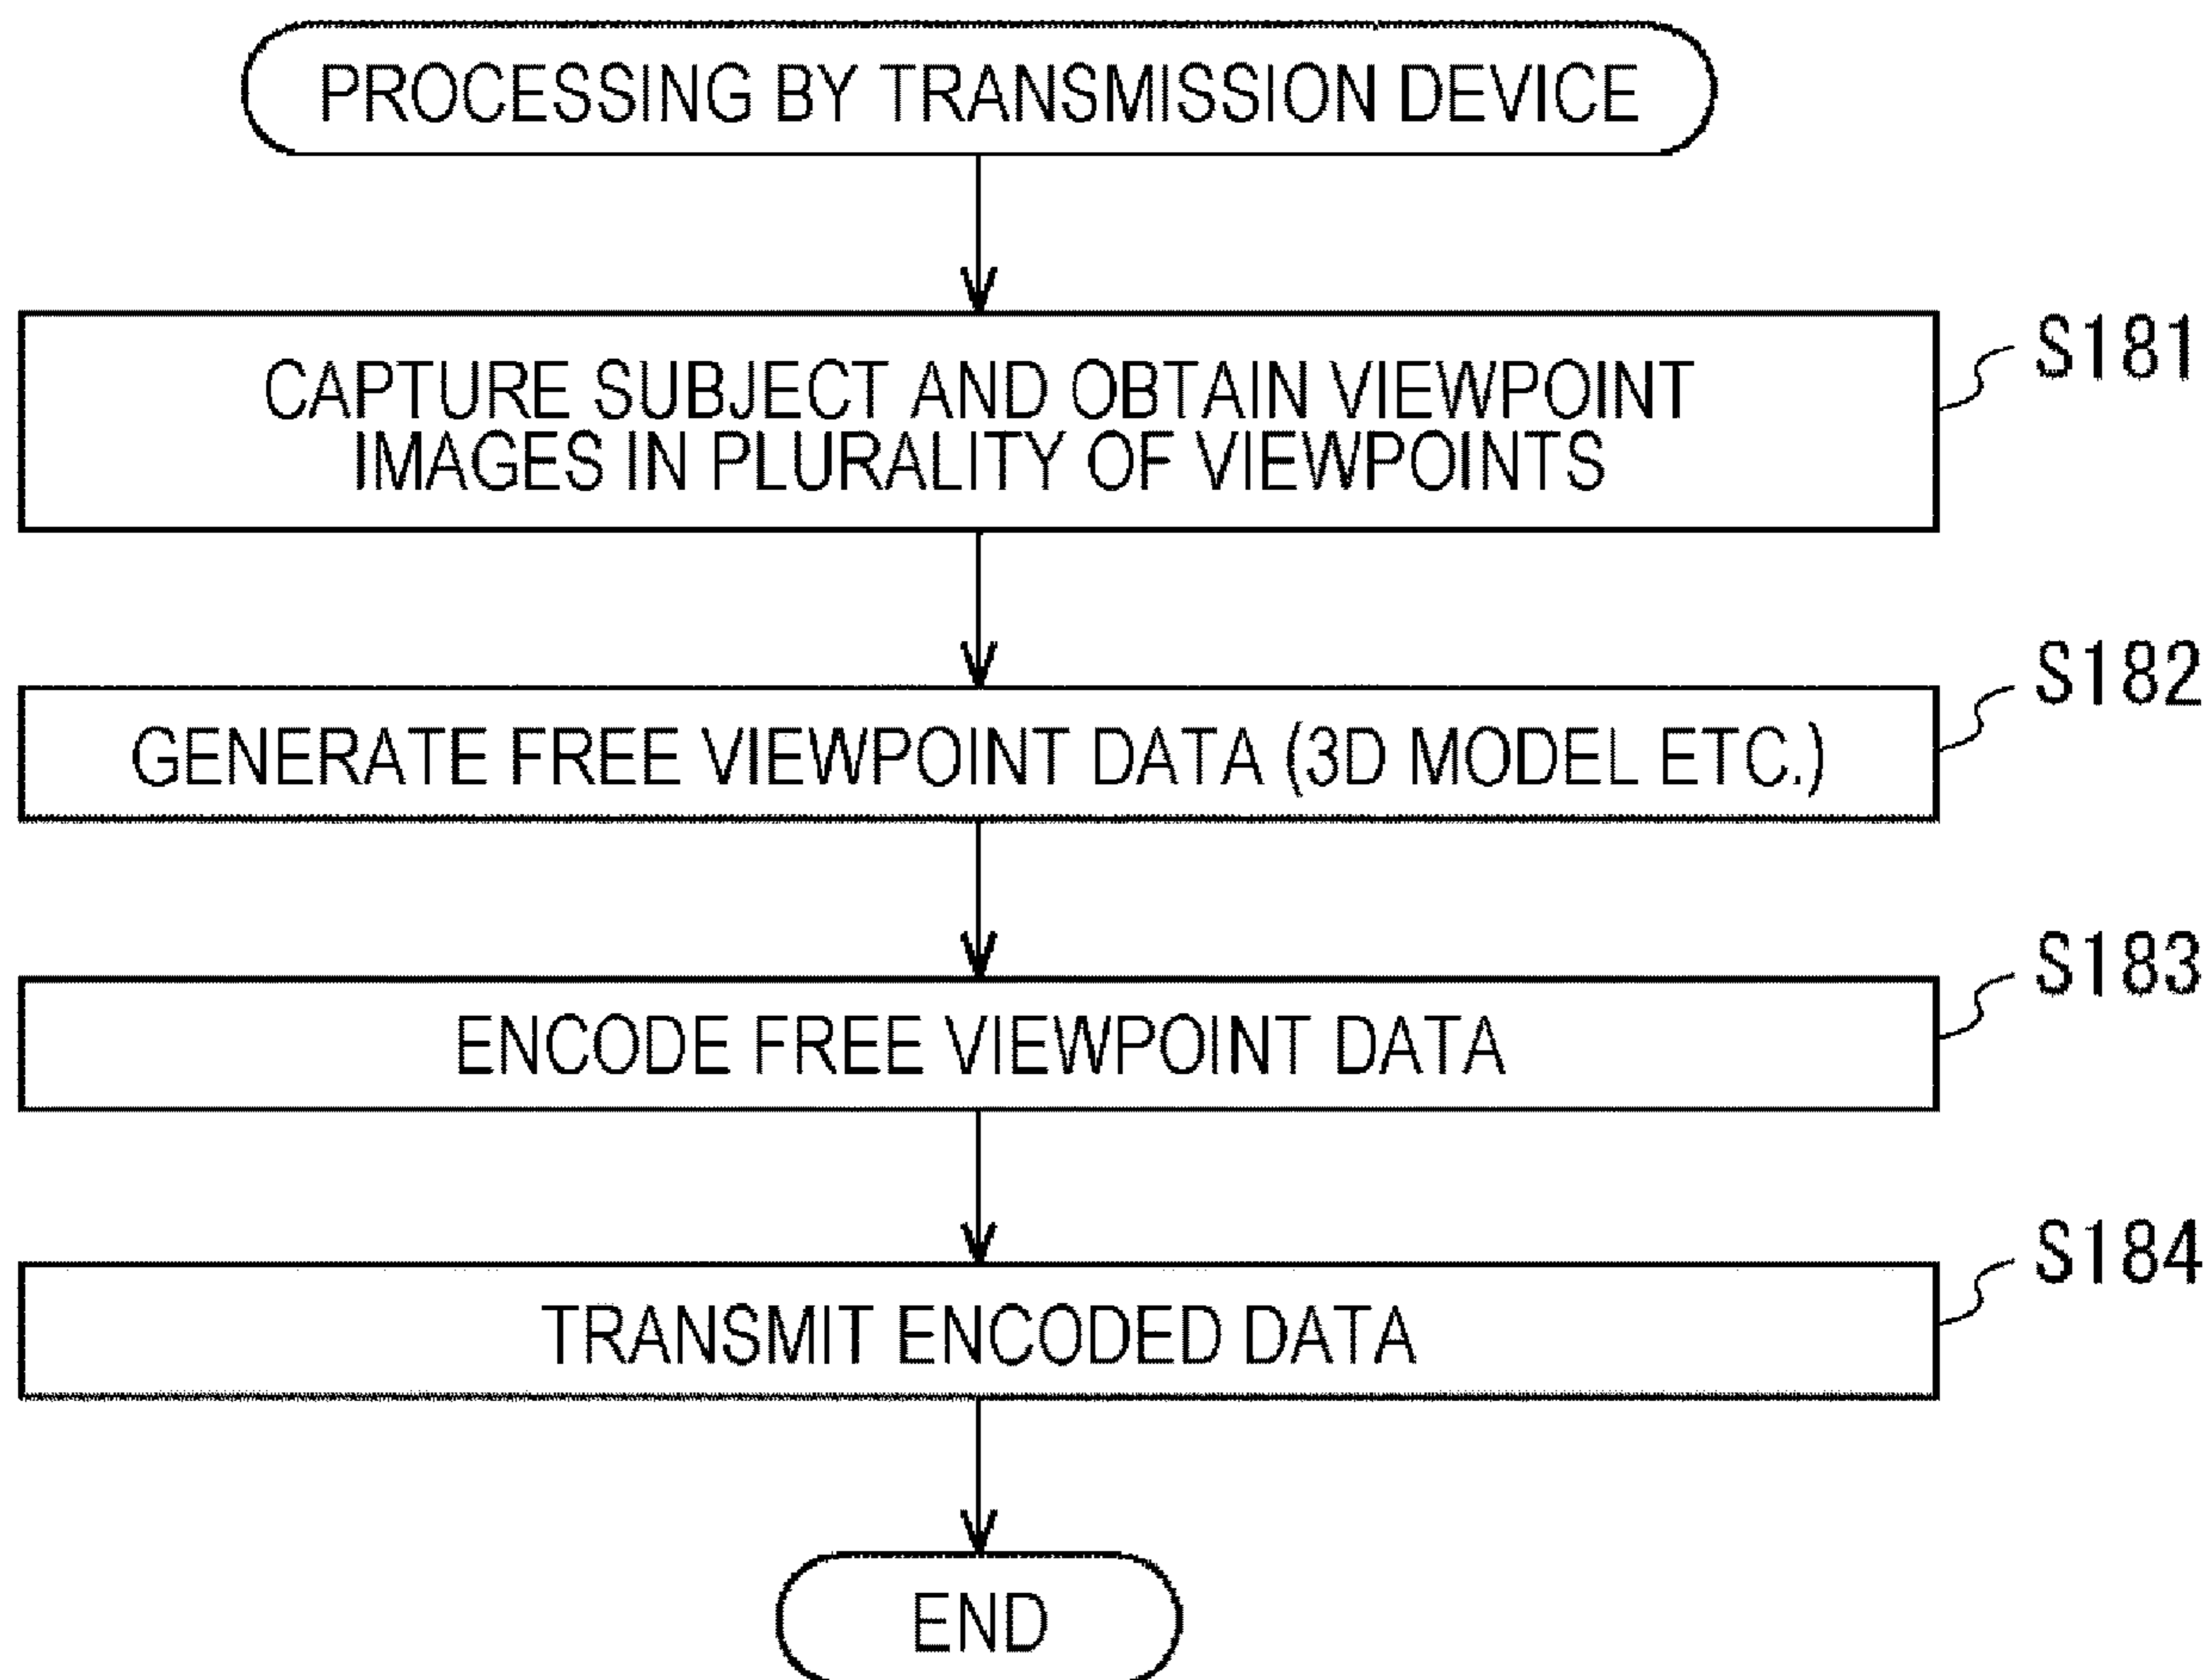 PROCESSING BY TRANSMISSION DEVICE
S181
CAPTURE SUBJECT AND OBTAIN VIEWPOINT
IMAGES IN PLURALITY OF VIEWPOINTS
S182
GENERATE FREE VIEWPOINT DATA (3D MODEL ETC.)
S183
ENCODE FREE VIEWPOINT DATA
S184
TRANSMIT ENCODED DATA
END